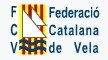 F Federació
C Catalana
V de Vela